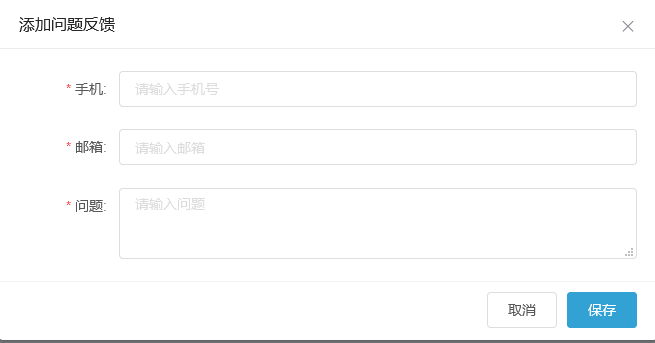 添加问题反馈
* 手机: 请输入手机号
* 邮箱: 请输入邮箱
* 问题: 请输入问题
取消 保存